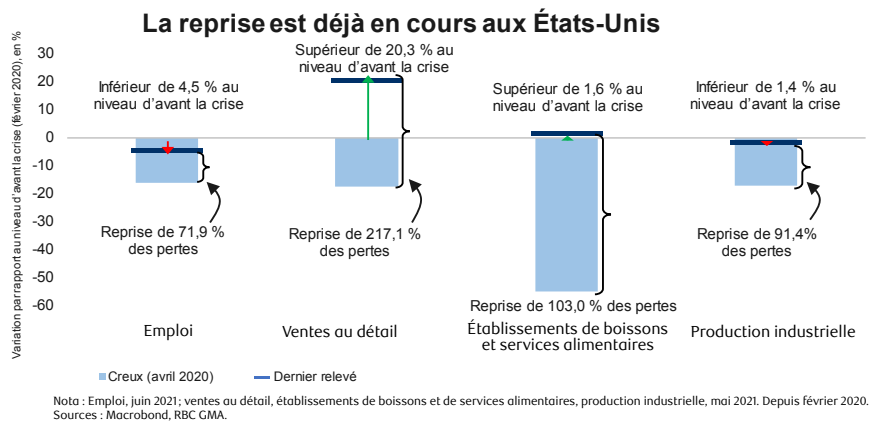 La reprise est déjà en cours aux États-Unis
Variation par rapport au niveau d'avant la crise (février 2020), en %
30
20
10
0
-10
-20
-30
-40
-50
-60
Inférieur de 4,5 % au
niveau d'avant la crise
Reprise de 71,9 %
des pertes
Emploi
Supérieur de 20,3 % au
niveau d'avant la crise
Reprise de 217,1 %
des pertes
Ventes au détail
Supérieur de 1,6 % au
niveau d'avant la crise
Reprise de 103,0 % des pertes
Établissements de boissons
et services alimentaires
Inférieur de 1,4 % au
niveau d'avant la crise
Reprise de 91,4%
des pertes
Production industrielle
Creux (avril 2020)
Dernier relevé
Nota : Emploi, juin 2021; ventes au détail, établissements de boissons et de services alimentaires, production industrielle, mai 2021. Depuis février 2020.
Sources : Macrobond, RBC GMA.